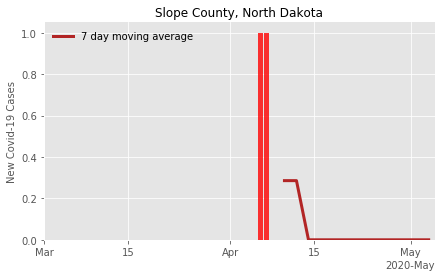 Slope County, North Dakota
7 day moving average
New Covid-19 Cases
1.0
0.8
0.6
0.4
0.2
0.0
Mar 15 Apr 15 May
2020-May